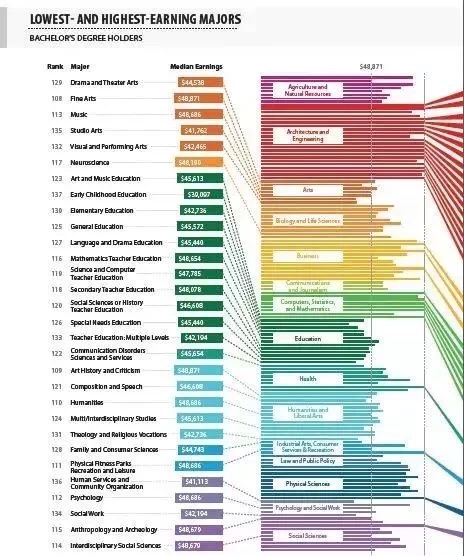 LOWEST- AND HIGHEST-EARNING MAJORS
BACHELOR'S DEGREE HOLDERS
Rank Major Median Earnings
$48,871
129 Drama and Theater Arts $44,538
108 Fine Arts $48,871
113 Music $48,686
135 Studio Arts $41,762
132 Visual and Performing Arts $42,465
117 Neuroscience $48,190
123 Art and Music Education $45,613
137 Early Childhood Education $39,097
130 Elementary Education $42,736
125 General Education $45,572
127 Language and Drama Education $45,440
116 Mathematics Teacher Education $48,654
119 Science and Computer
Teacher Education $47,785
118 Secondary Teacher Education $48,078
120 Social Sciences or History
Teacher Education $46,608
126 Special Needs Education $45,440
133 Teacher Education: Multiple Levels $42,194
122 Communication Disorders
Sciences and Services $45,654
109 Art History and Criticism $48,871
121 Composition and Speech $46,608
110 Humanities $48,686
124 Multi/Interdisciplinary Studies $45,613
131 Theology and Religious Vocations $42,736
128 Family and Consumer Sciences $44,743
111 Physical Fitness Parks
Recreation and Leisure $48,686
136 Human Services and
Community Organization $41,113
112 Psychology $48,686
134 Social Work $42,194
115 Anthropology and Archeology $48,679
114 Interdisciplinary Social Sciences $48,679
Agriculture and
Natural Resources
Architecture and
Engineering
Arts
Biology and Life Sciences
Business
Communications
and Journalism
Computers, Statistics,
and Mathematics
Education
Health
Humanities and
Liberal Arts
Industrial Arts, Consumer
Services & Recreation
Law and Public Policy
Physical Sciences
Psychology and Social Work
Social Sciences